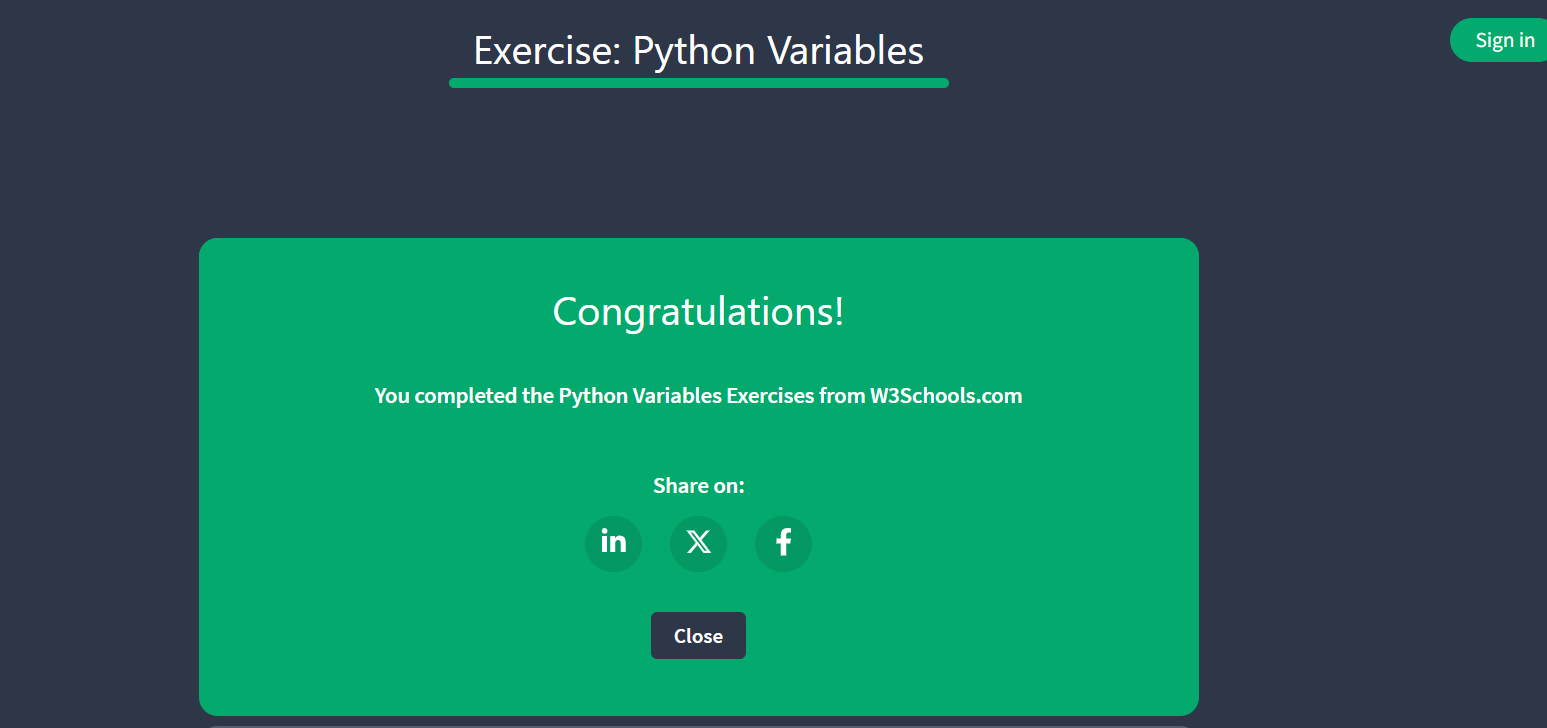 Exercise: Python Variables
Sign in
Congratulations!
You completed the Python Variables Exercises from W3Schools.com
Share on:
in
X
f
Close